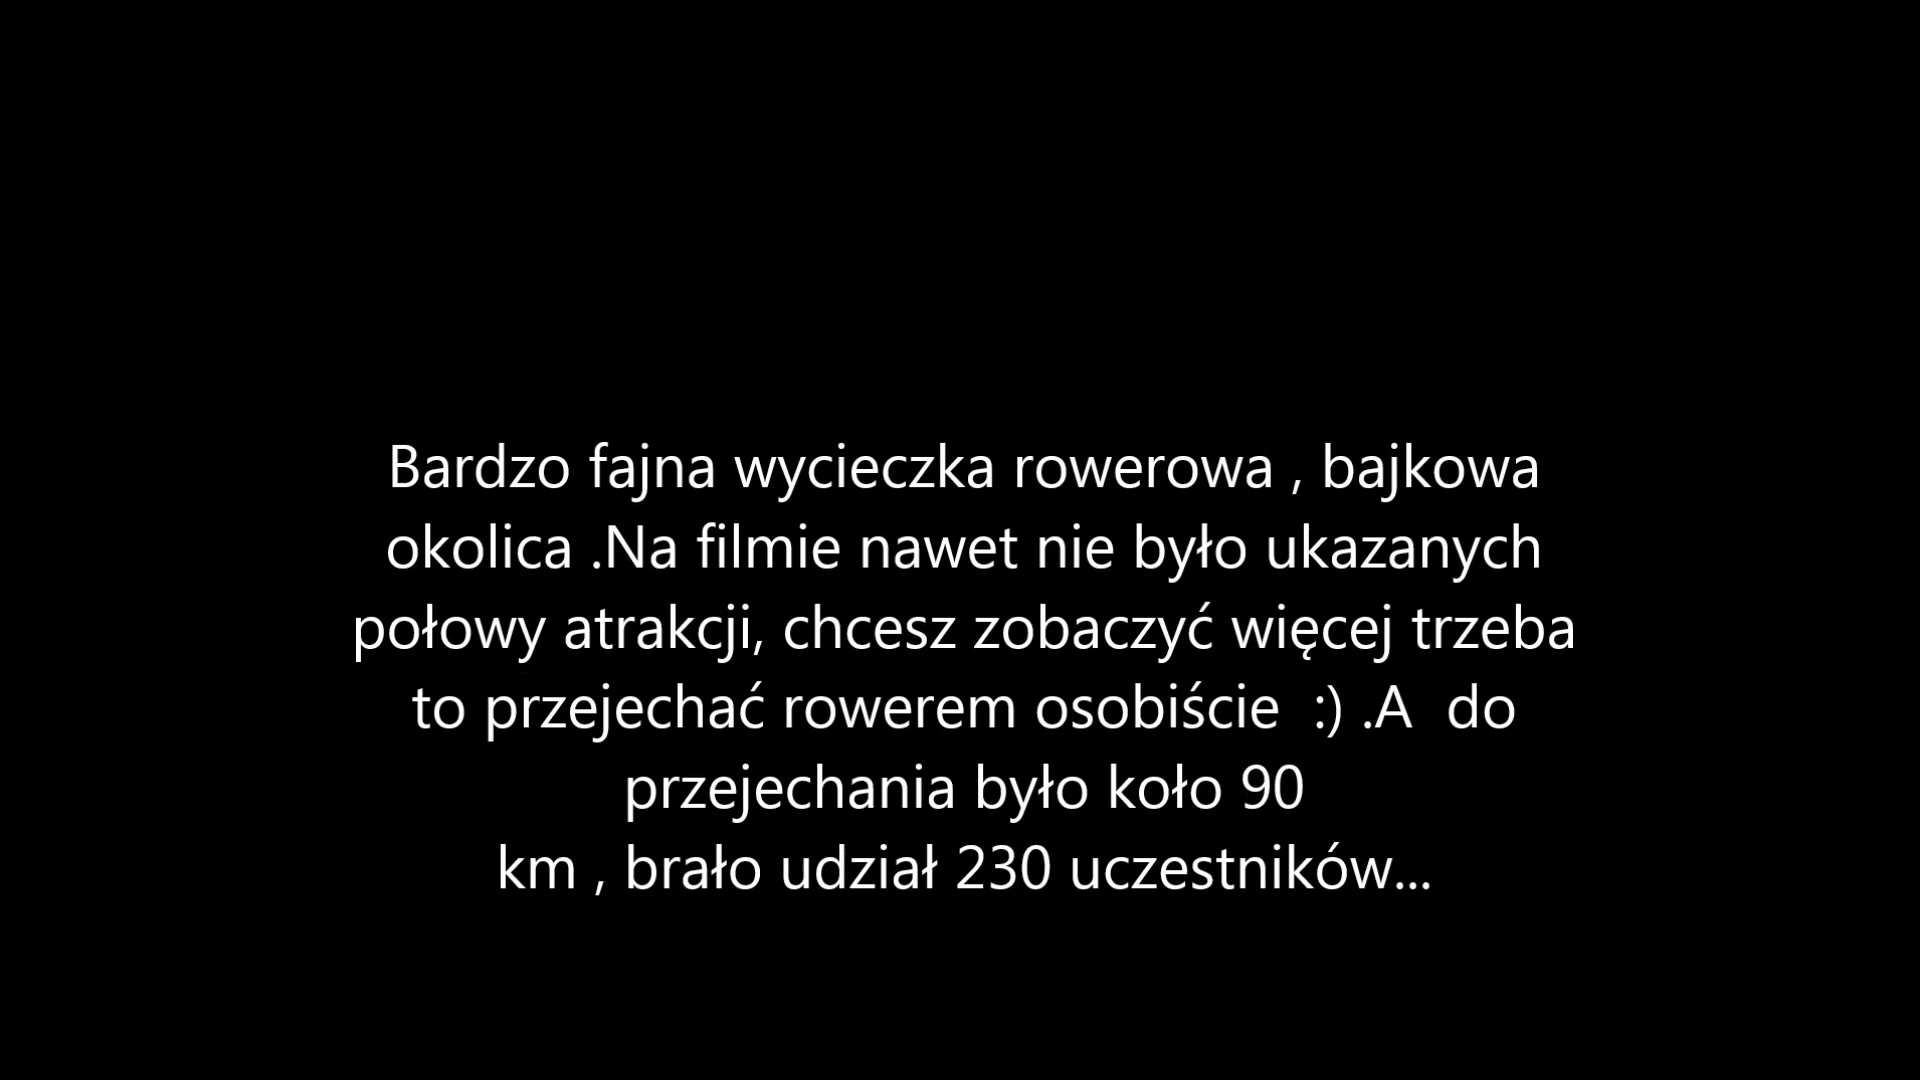 Bardzo fajna wycieczka rowerowa , bajkowa
okolica .Na filmie nawet nie było ukazanych
połowy atrakcji, chcesz zobaczyć więcej trzeba
to przejechać rowerem osobiście  :) .A  do
przejechania było koło 90
km , brało udział 230 uczestników...